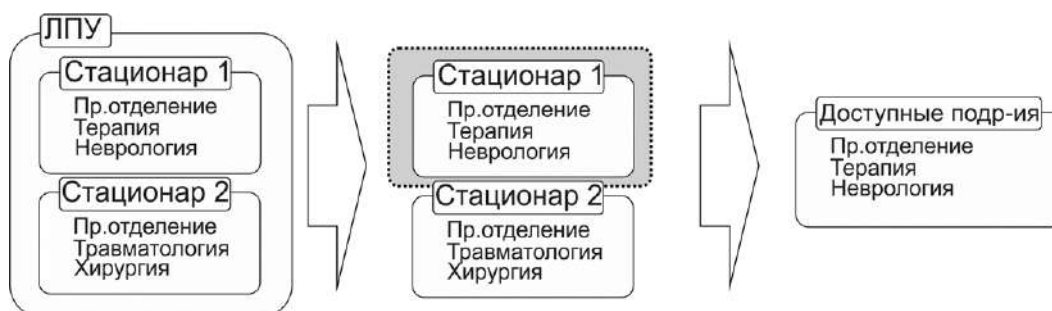 ЛПУ
Стационар 1
Пр.отделение
Терапия
Неврология
Стационар 2
Пр.отделение
Травматология
Хирургия
Стационар 1
Пр.отделение
Терапия
Неврология
Стационар 2
Пр.отделение
Травматология
Хирургия
Доступные подр-ия
Пр.отделение
Терапия
Неврология